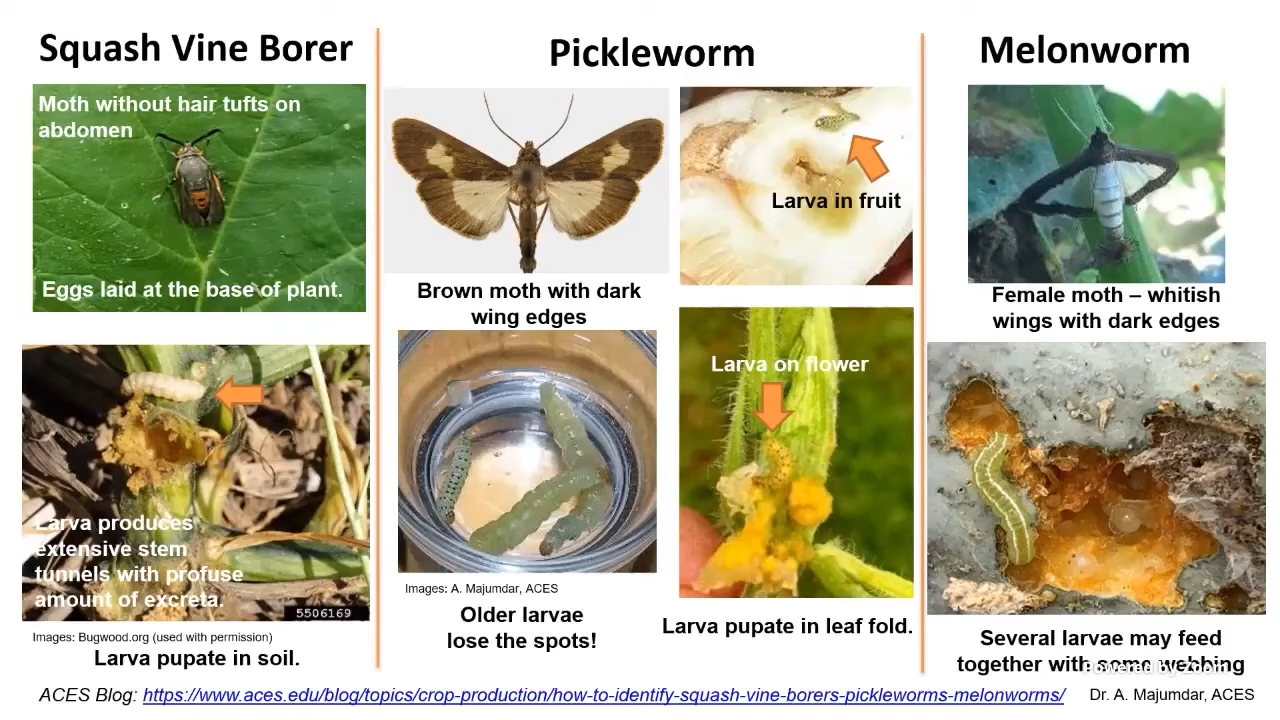 Squash Vine Borer
Moth without hair tufts on
abdomen
Eggs laid at the base of plant.
Larva produces
extensive stem
tunnels with profuse
amount of excreta.
5506169
Images: Bugwood.org (used with permission)
Larva pupate in soil.
Pickleworm
Brown moth with dark
wing edges
Larva in fruit
Larva on flower
Images: A. Majumdar, ACES
Older larvae
lose the spots!
Larva pupate in leaf fold.
Melonworm
Female moth – whitish
wings with dark edges
Several larvae may feed
together with some webbing
Powered by Zoom
ACES Blog: https://www.aces.edu/blog/topics/crop-production/how-to-identify-squash-vine-borers-pickleworms-melonworms/
Dr. A. Majumdar, ACES